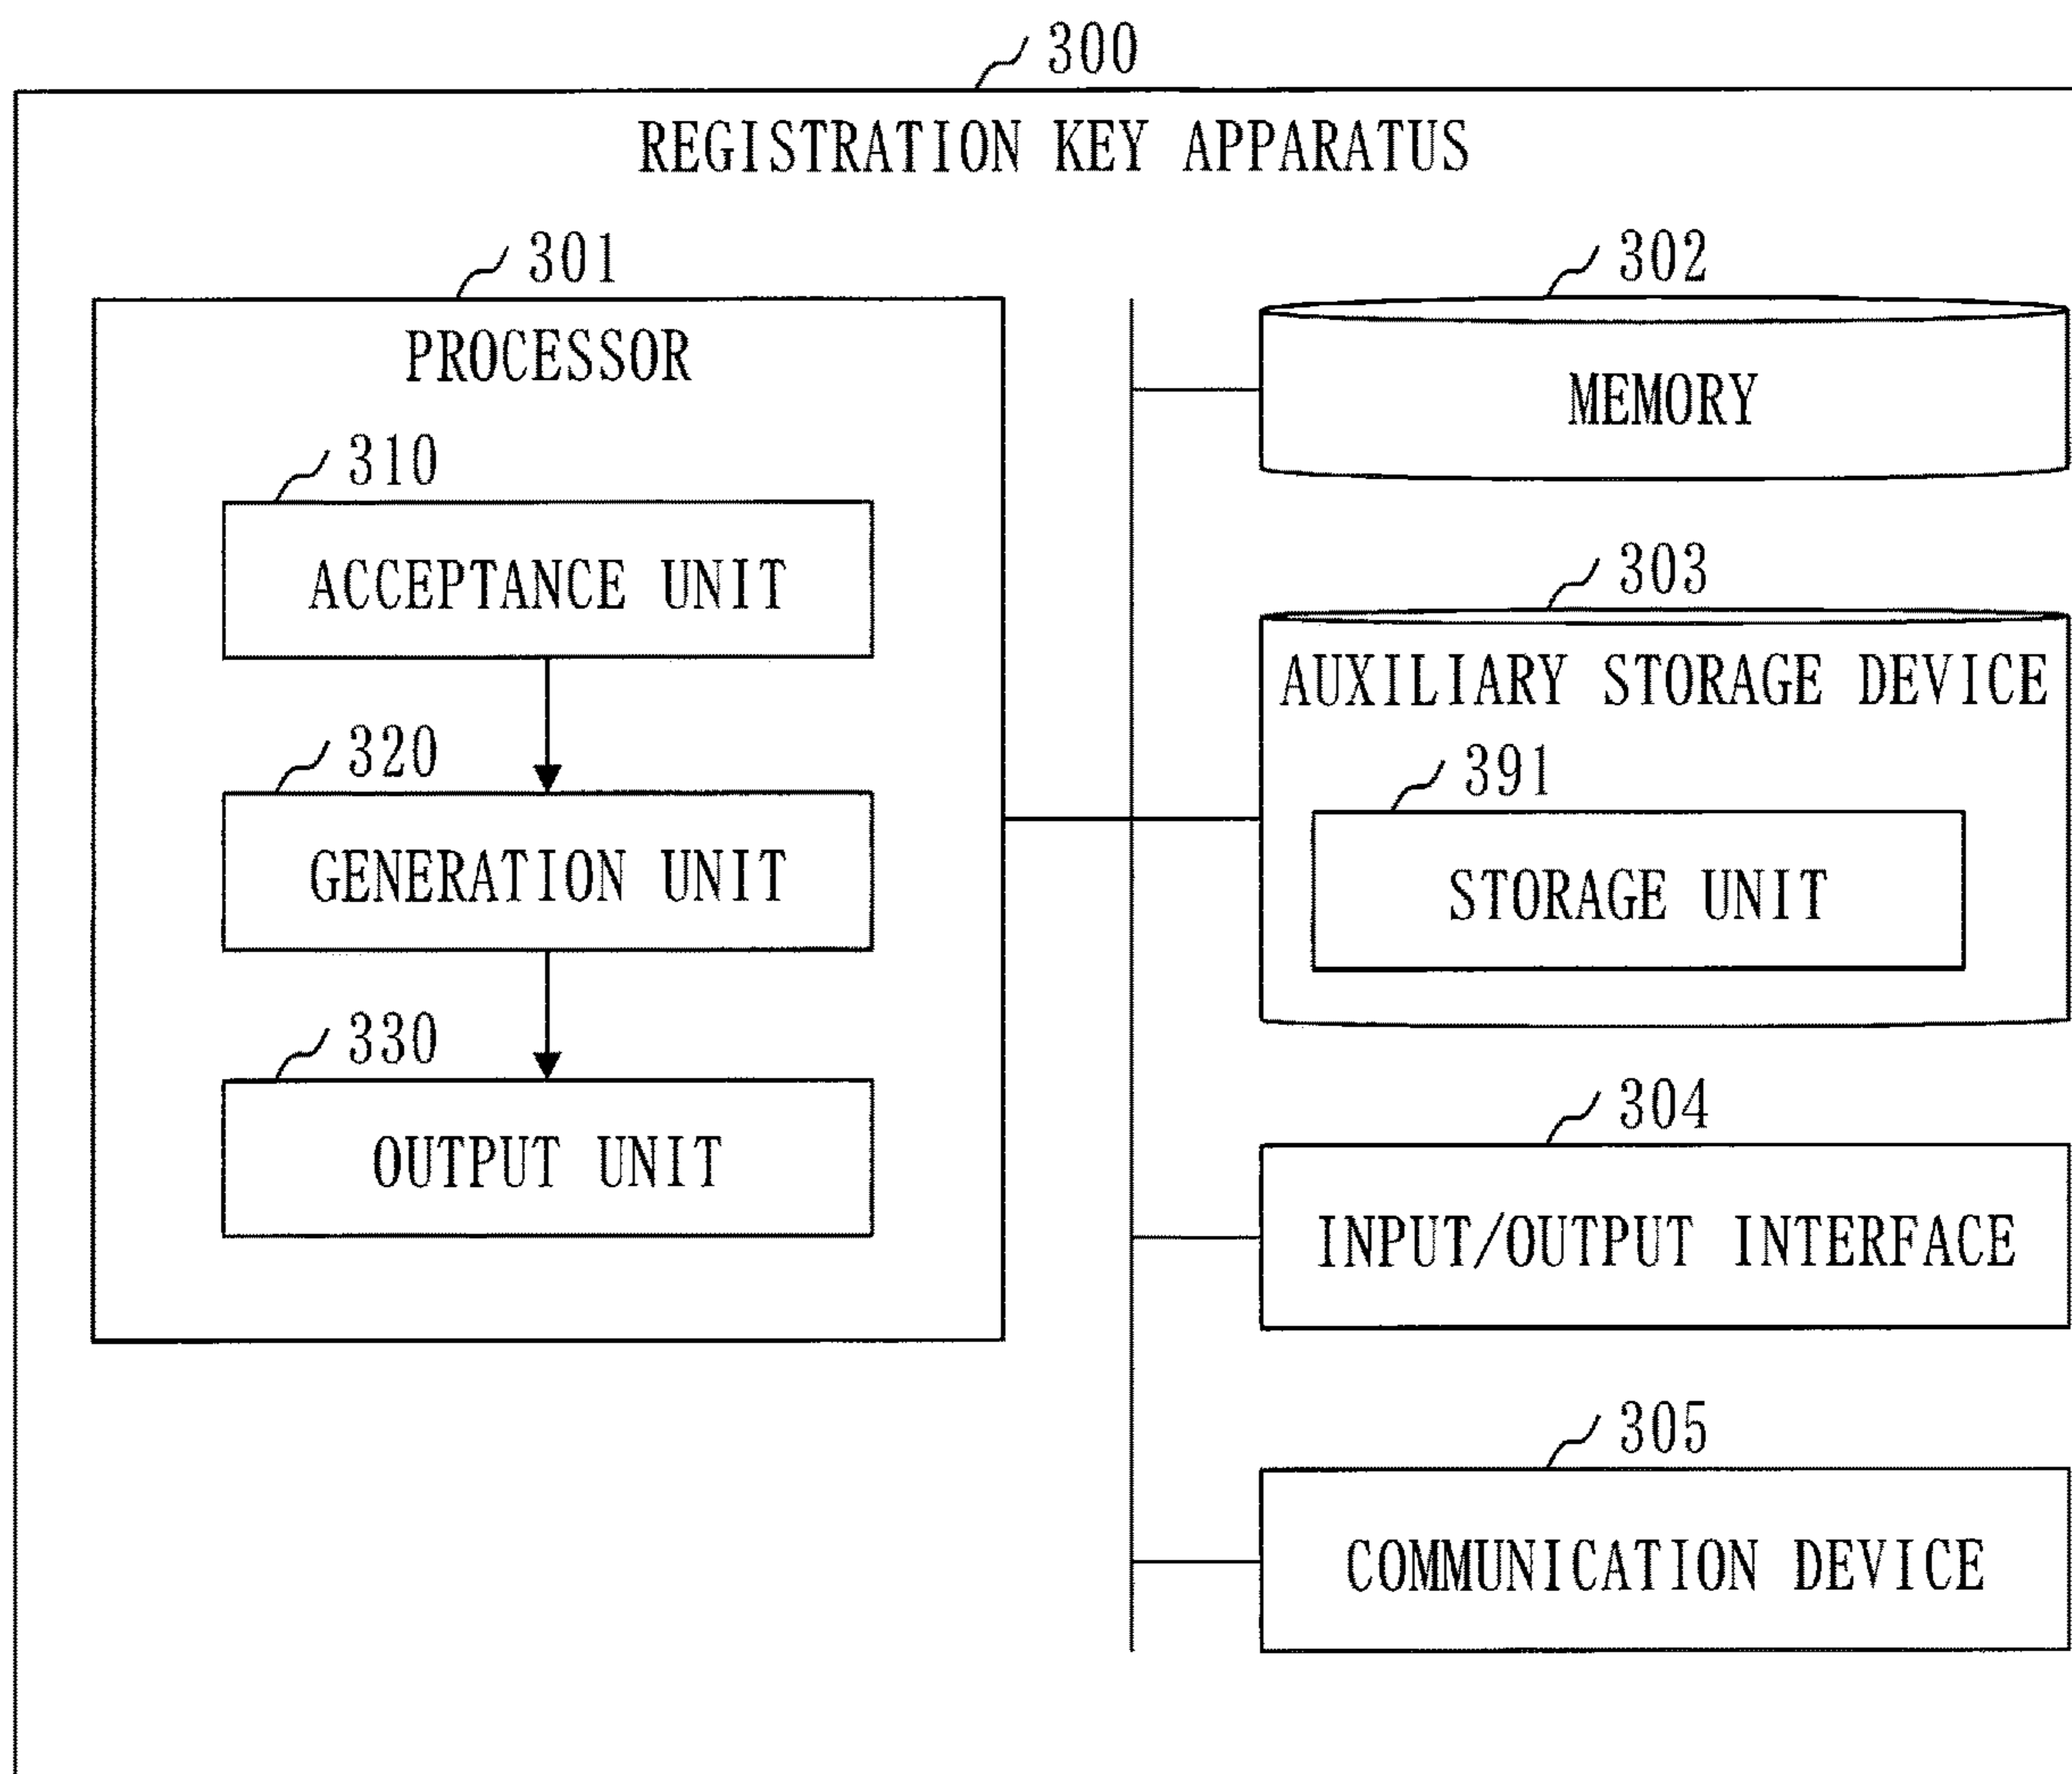 300
REGISTRATION KEY APPARATUS
301
PROCESSOR
310
ACCEPTANCE UNIT
320
GENERATION UNIT
330
OUTPUT UNIT
302
MEMORY
303
AUXILIARY STORAGE DEVICE
391
STORAGE UNIT
304
INPUT/OUTPUT INTERFACE
305
COMMUNICATION DEVICE